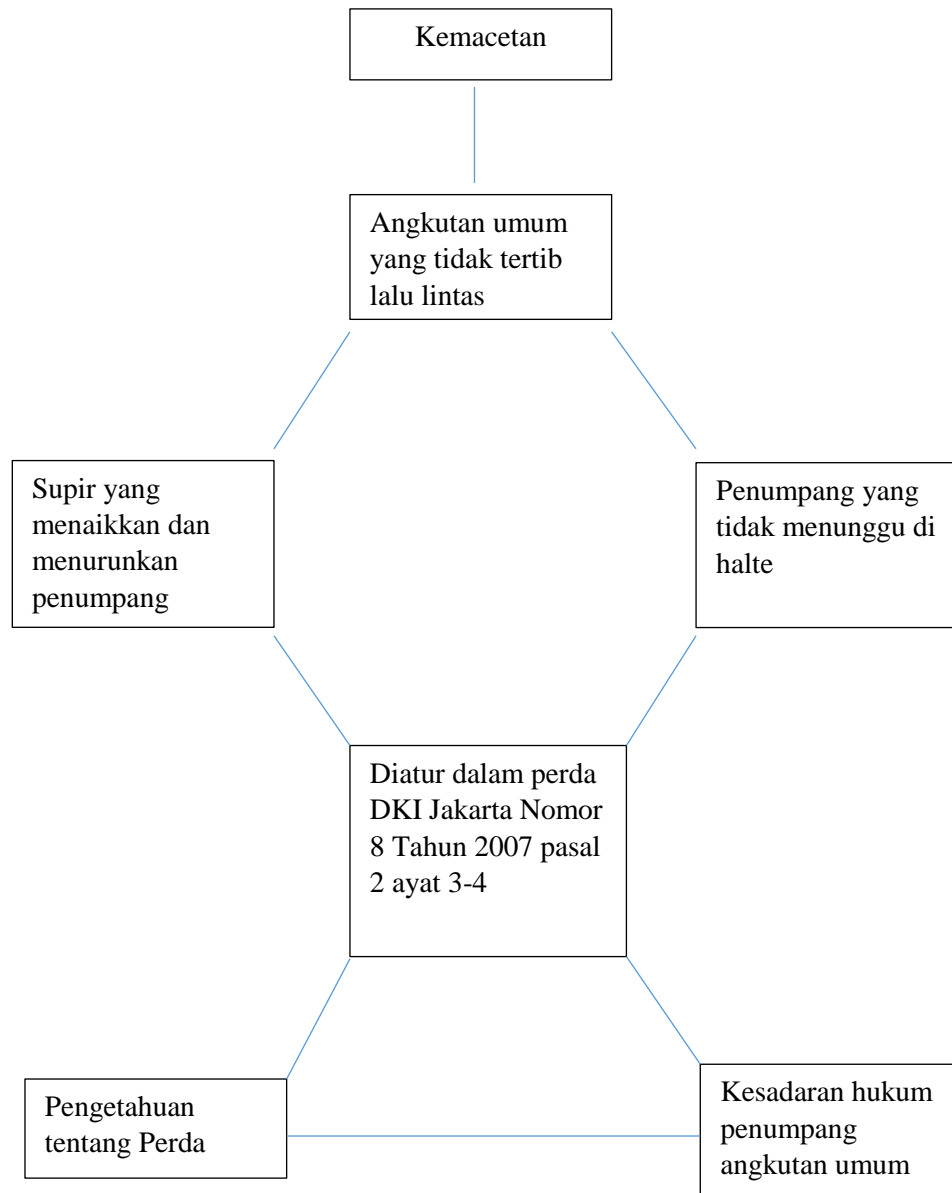 Kemacetan
Angkutan umum
yang tidak tertib
lalu lintas
Supir yang
menaikkan dan
menurunkan
penumpang
Penumpang yang
tidak menunggu di
halte
Diatur dalam perda
DKI Jakarta Nomor
8 Tahun 2007 pasal
2 ayat 3-4
Pengetahuan
tentang Perda
Kesadaran hukum
penumpang
angkutan umum